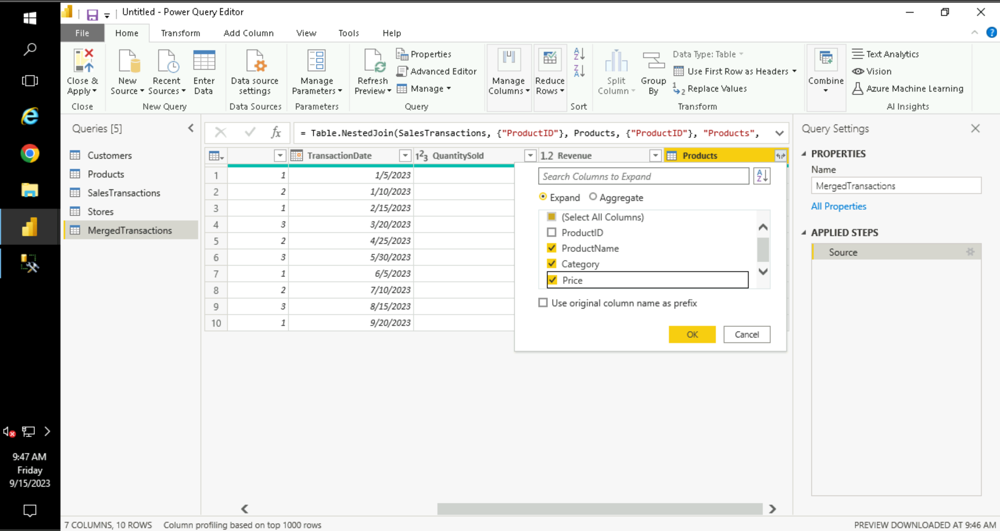 Untitled - Power Query Editor
File Home Transform Add Column View Tools Help
Close & Apply
New Source
Recent Sources
Enter Data
Data source settings
Manage Parameters
Refresh Preview
Properties
Advanced Editor
Manage
Manage Columns
Reduce Rows
Split Column
Group By
Data Type: Table
Use First Row as Headers
Replace Values
Combine
Text Analytics
Vision
Azure Machine Learning
Close New Query Data Sources Parameters Query Sort Transform AI Insights
Queries [5]
Customers
Products
SalesTransactions
Stores
MergedTransactions
fx = Table.NestedJoin(SalesTransactions, {"ProductID"}, Products, {"ProductID"}, "Products",
TransactionDate 123 QuantitySold 1.2 Revenue Products
1 1 1/5/2023
2 2 1/10/2023
3 1 2/15/2023
4 3 3/20/2023
5 2 4/25/2023
6 3 5/30/2023
7 1 6/5/2023
8 2 7/10/2023
9 3 8/15/2023
10 1 9/20/2023
Search Columns to Expand
Expand Aggregate
(Select All Columns)
ProductID
ProductName
Category
Price
Use original column name as prefix
OK Cancel
Query Settings
PROPERTIES
Name
MergedTransactions
All Properties
APPLIED STEPS
Source
9:47 AM
Friday
9/15/2023
7 COLUMNS, 10 ROWS Column profiling based on top 1000 rows PREVIEW DOWNLOADED AT 9:46 AM